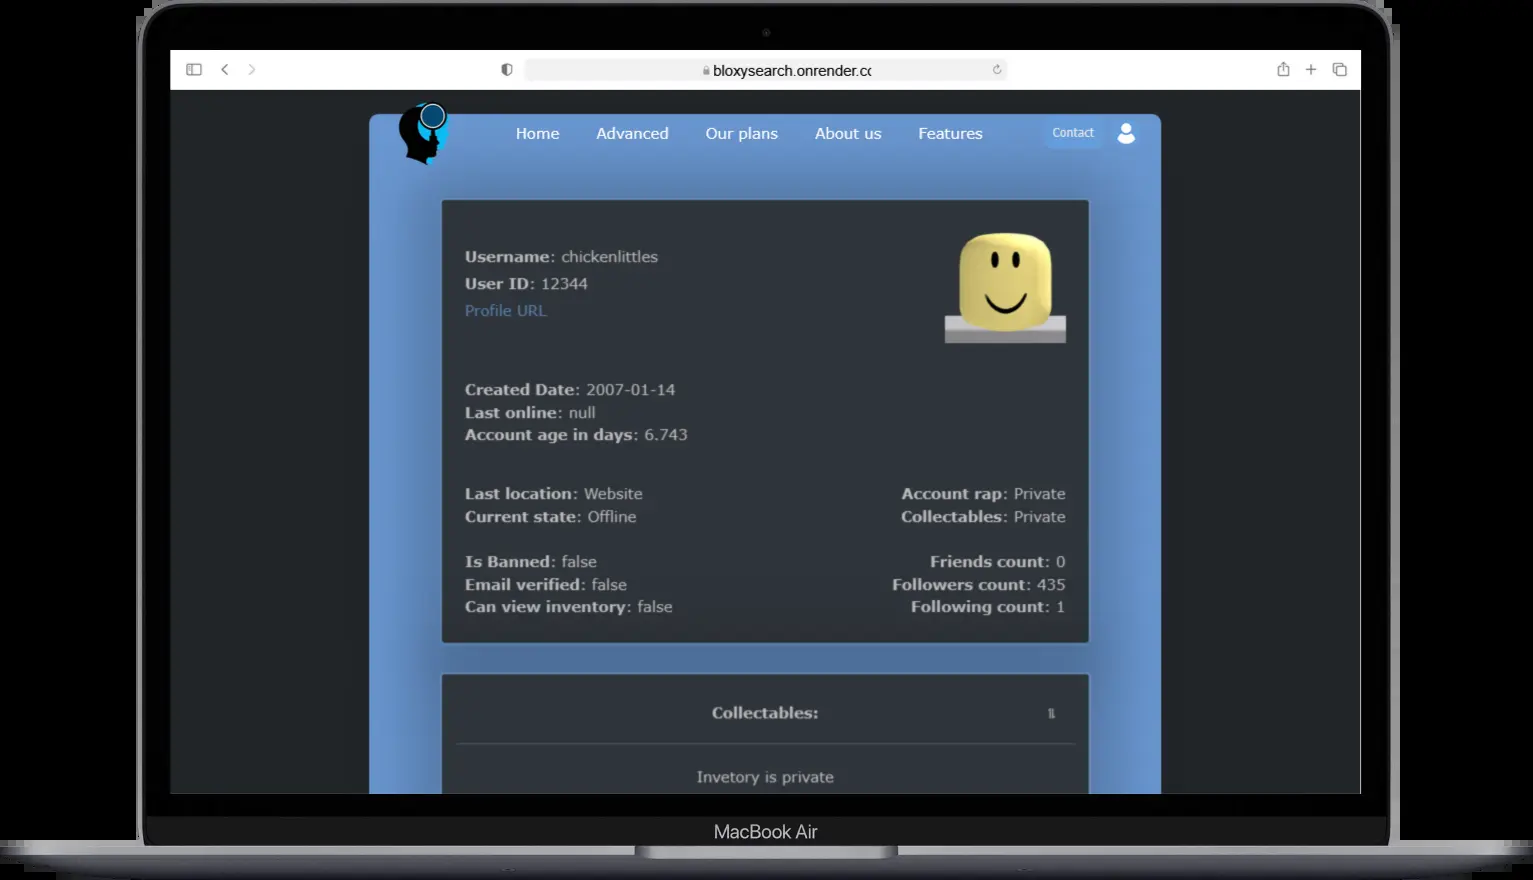 bloxysearch.onrender.cc
Home Advanced Our plans About us Features Contact
Username: chickenlittles
User ID: 12344
Profile URL
Created Date: 2007-01-14
Last online: null
Account age in days: 6.743
Last location: Website
Account rap: Private
Current state: Offline
Collectables: Private
Is Banned: false
Friends count: 0
Email verified: false
Followers count: 435
Can view inventory: false
Following count: 1
Collectables:
Invetory is private
MacBook Air